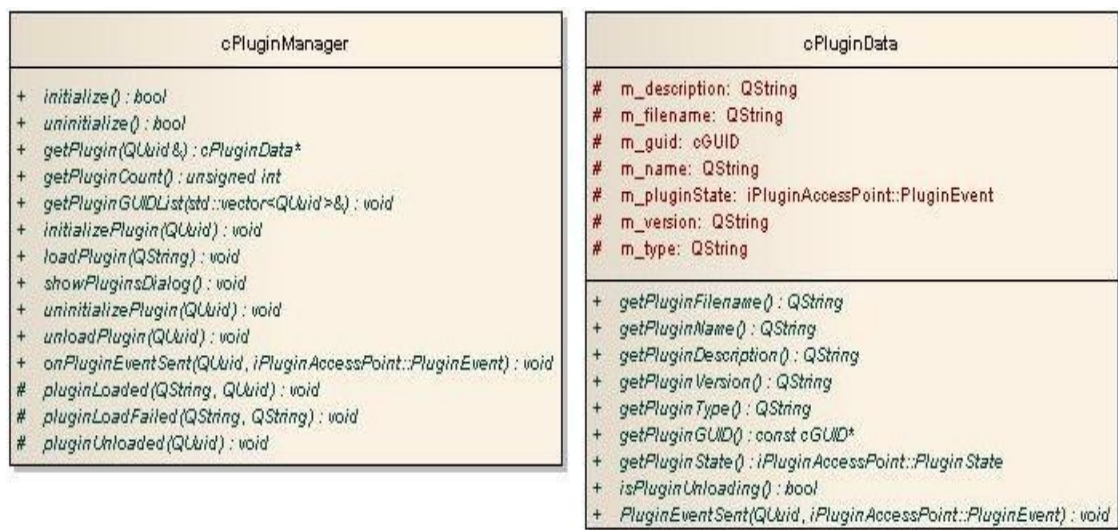 cPluginManager
+ initialize() : bool
+ uninitialize() : bool
+ getPlugin(QUuid&) : cPluginData*
+ getPluginCount() : unsigned int
+ getPluginGUIDList(std::vector<QUuid>&) : void
+ initializePlugin(QUuid) : void
+ loadPlugin(QString) : void
+ showPluginsDialog() : void
+ uninitializePlugin(QUuid) : void
+ unloadPlugin(QUuid) : void
+ onPluginEventSent(QUuid, iPluginAccessPoint::PluginEvent) : void
# pluginLoaded(QString, QUuid) : void
# pluginLoadFailed(QString, QString) : void
# pluginUnloaded(QUuid) : void
cPluginData
# m_description: QString
# m_filename: QString
# m_guid: cGUID
# m_name: QString
# m_pluginState: iPluginAccessPoint::PluginEvent
# m_version: QString
# m_type: QString
+ getPluginFilename() : QString
+ getPluginName() : QString
+ getPluginDescription() : QString
+ getPluginVersion() : QString
+ getPluginType() : QString
+ getPluginGUID() : const cGUID*
+ getPluginState() : iPluginAccessPoint::PluginState
+ isPluginUnloading() : bool
+ PluginEventSent(QUuid, iPluginAccessPoint::PluginEvent) : void